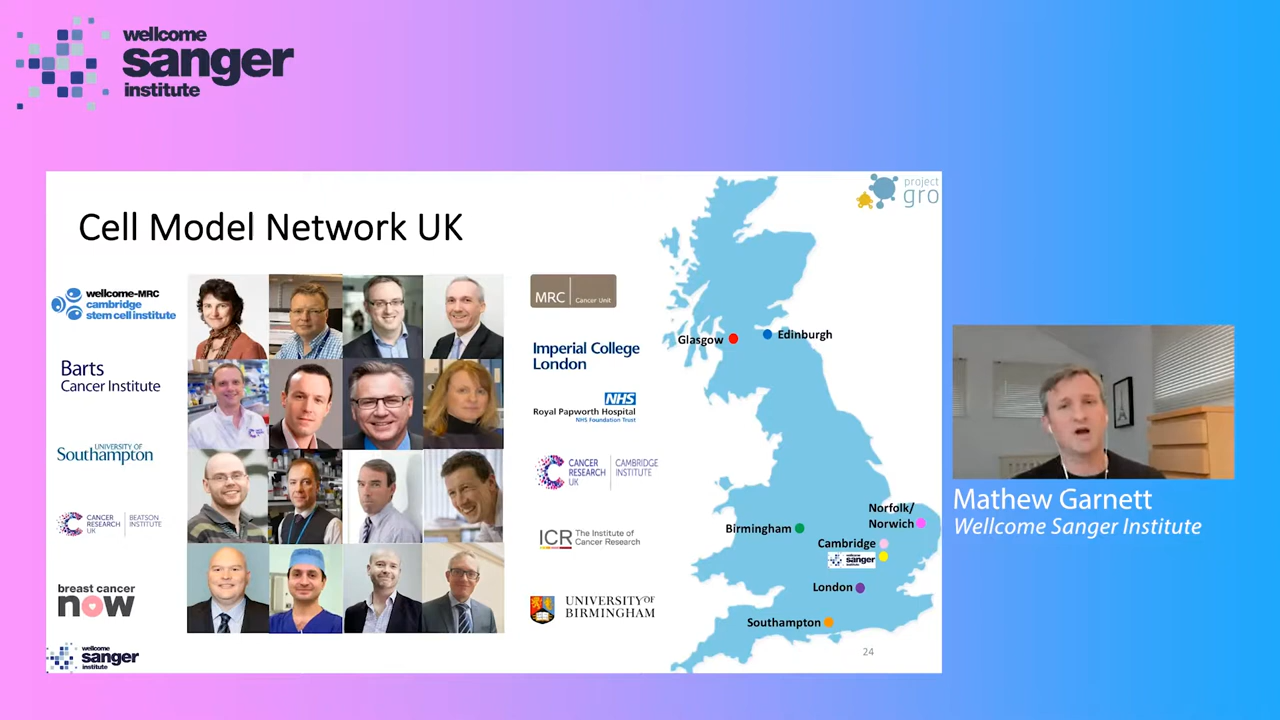 wellcome
sanger
institute
project
gro
Cell Model Network UK
wellcome-MRC
cambridge
stem cell institute
Barts
Cancer Institute
UNIVERSITY OF
Southampton
CANCER
RESEARCH
UK
BEATSON
INSTITUTE
breast cancer
now
MRC
Cancer Unit
Imperial College
London
NHS
Royal Papworth Hospital
NHS Foundation Trust
CANCER
RESEARCH
UK
CAMBRIDGE
INSTITUTE
ICR
The Institute of
Cancer Research
UNIVERSITY OF
BIRMINGHAM
Glasgow
Edinburgh
Norfolk/
Norwich
Birmingham
Cambridge
wellcome
sanger
institute
London
Southampton
24
wellcome
sanger
institute
Mathew Garnett
Wellcome Sanger Institute